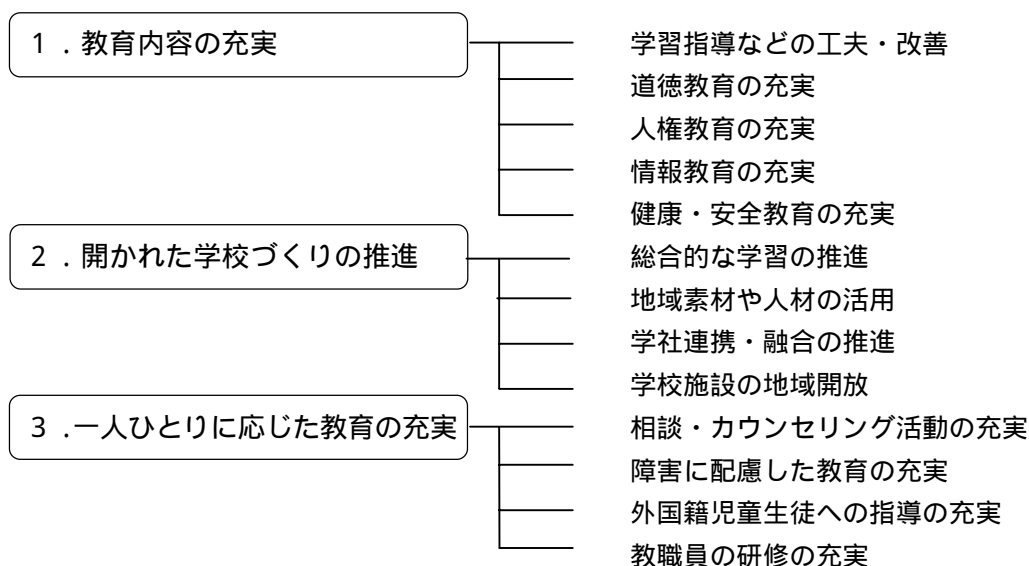 1．教育内容の充実
学習指導などの工夫・改善
道徳教育の充実
人権教育の充実
情報教育の充実
健康・安全教育の充実
2．開かれた学校づくりの推進
総合的な学習の推進
地域素材や人材の活用
学社連携・融合の推進
学校施設の地域開放
3.一人ひとりに応じた教育の充実
相談・カウンセリング活動の充実
障害に配慮した教育の充実
外国籍児童生徒への指導の充実
教職員の研修の充実